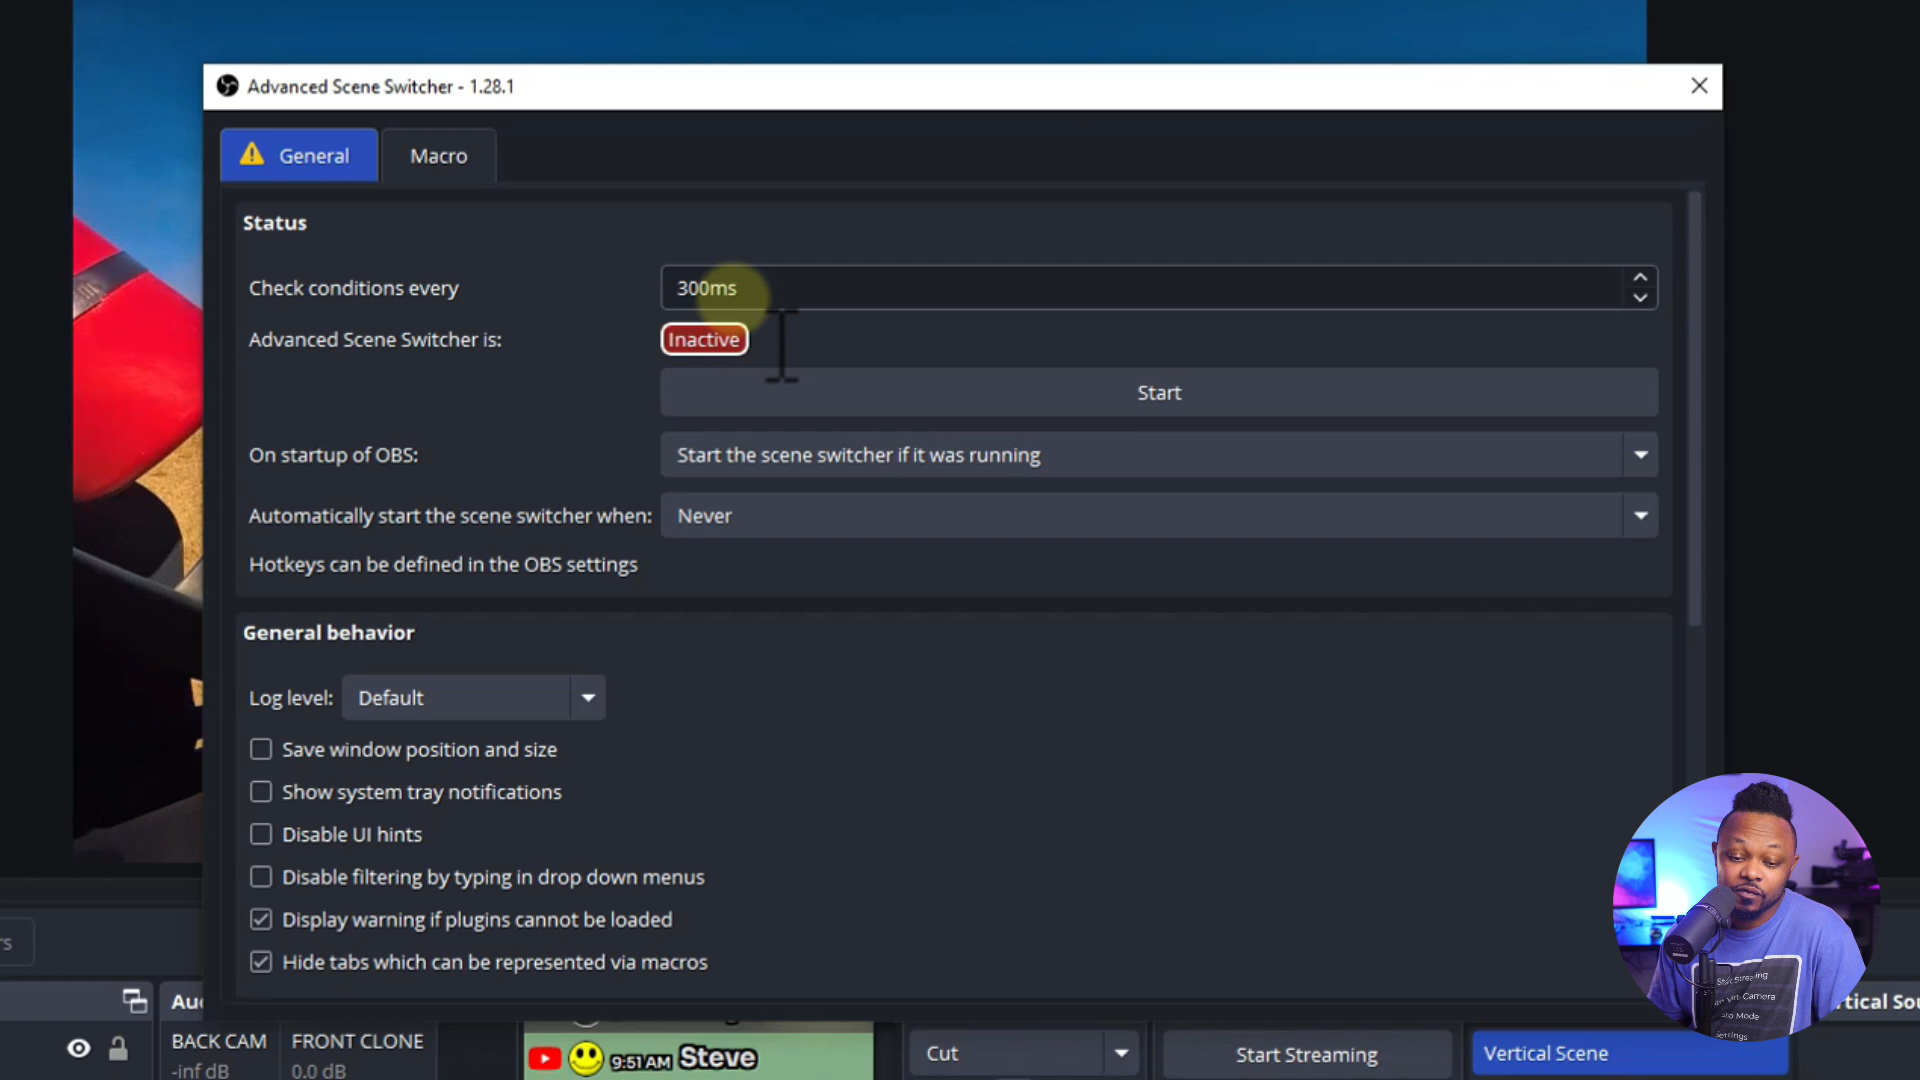 Advanced Scene Switcher - 1.28.1
General
Macro
Status
Check conditions every
300ms
Advanced Scene Switcher is:
Inactive
Start
On startup of OBS:
Start the scene switcher if it was running
Automatically start the scene switcher when:
Never
Hotkeys can be defined in the OBS settings
General behavior
Log level:
Default
Save window position and size
Show system tray notifications
Disable UI hints
Disable filtering by typing in drop down menus
Display warning if plugins cannot be loaded
Hide tabs which can be represented via macros
BACK CAM
-inf dB
FRONT CLONE
0.0 dB
9:51 AM Steve
Cut
Start Streaming
Vertical Scene
Camera
Mode
Settings